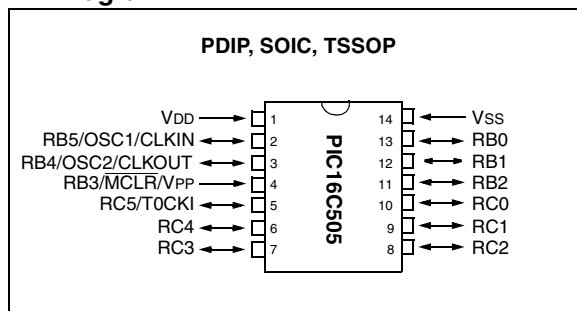 PDIP, SOIC, TSSOP
VDD 1 14 VSS
RB5/OSC1/CLKIN 2 13 RB0
RB4/OSC2/CLKOUT 3 12 RB1
RB3/MCLR/VPP 4 11 RB2
RC5/T0CKI 5 10 RC0
RC4 6 9 RC1
RC3 7 8 RC2
PIC16C505